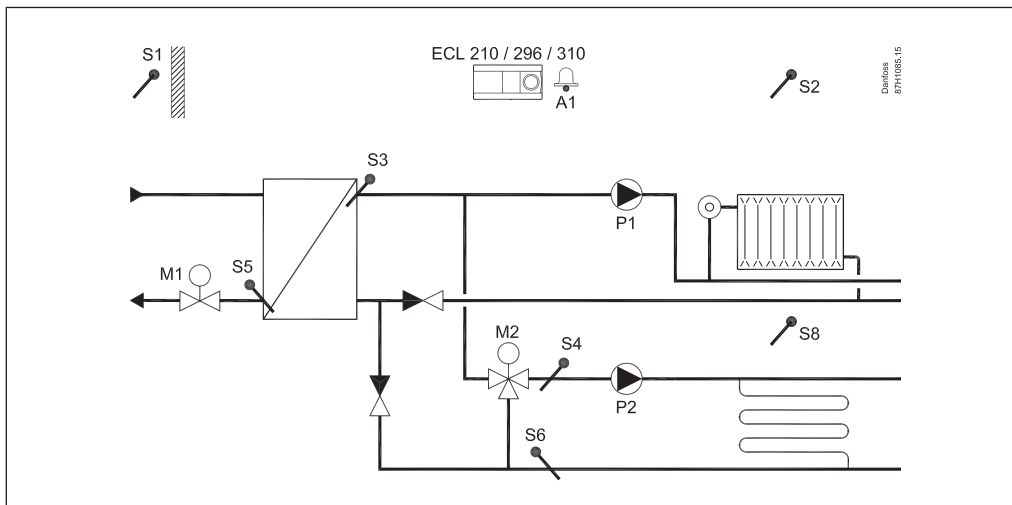 S1
ECL 210 / 296 / 310
A1
S2
Danfoss
87H1085.15
S3
P1
M1
S5
M2
S4
S8
P2
S6